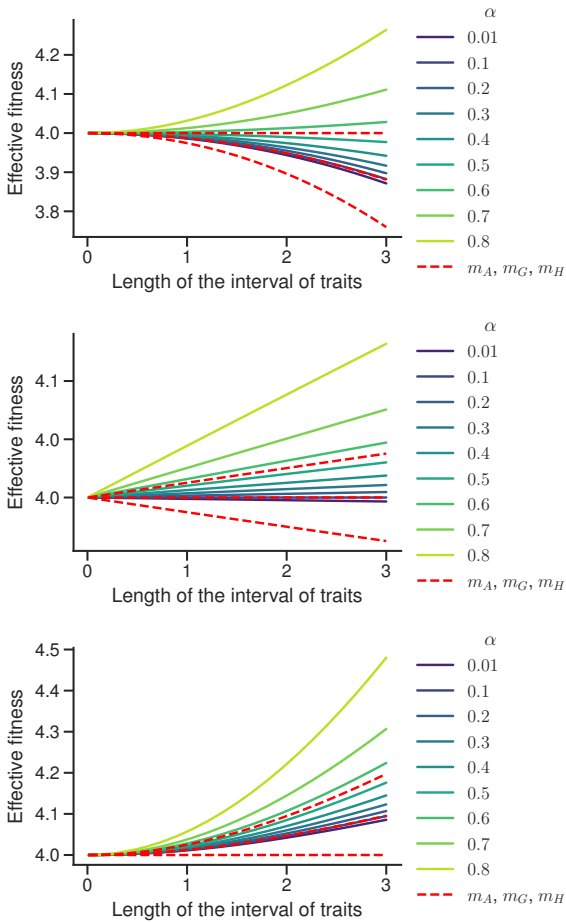 α
4.2
4.1
4.0
3.9
3.8
Effective fitness
0 1 2 3
Length of the interval of traits
0.01
0.1
0.2
0.3
0.4
0.5
0.6
0.7
0.8
m_A, m_G, m_H
α
4.1
4.0
4.0
Effective fitness
0 1 2 3
Length of the interval of traits
0.01
0.1
0.2
0.3
0.4
0.5
0.6
0.7
0.8
m_A, m_G, m_H
α
4.5
4.4
4.3
4.2
4.1
4.0
Effective fitness
0 1 2 3
Length of the interval of traits
0.01
0.1
0.2
0.3
0.4
0.5
0.6
0.7
0.8
m_A, m_G, m_H